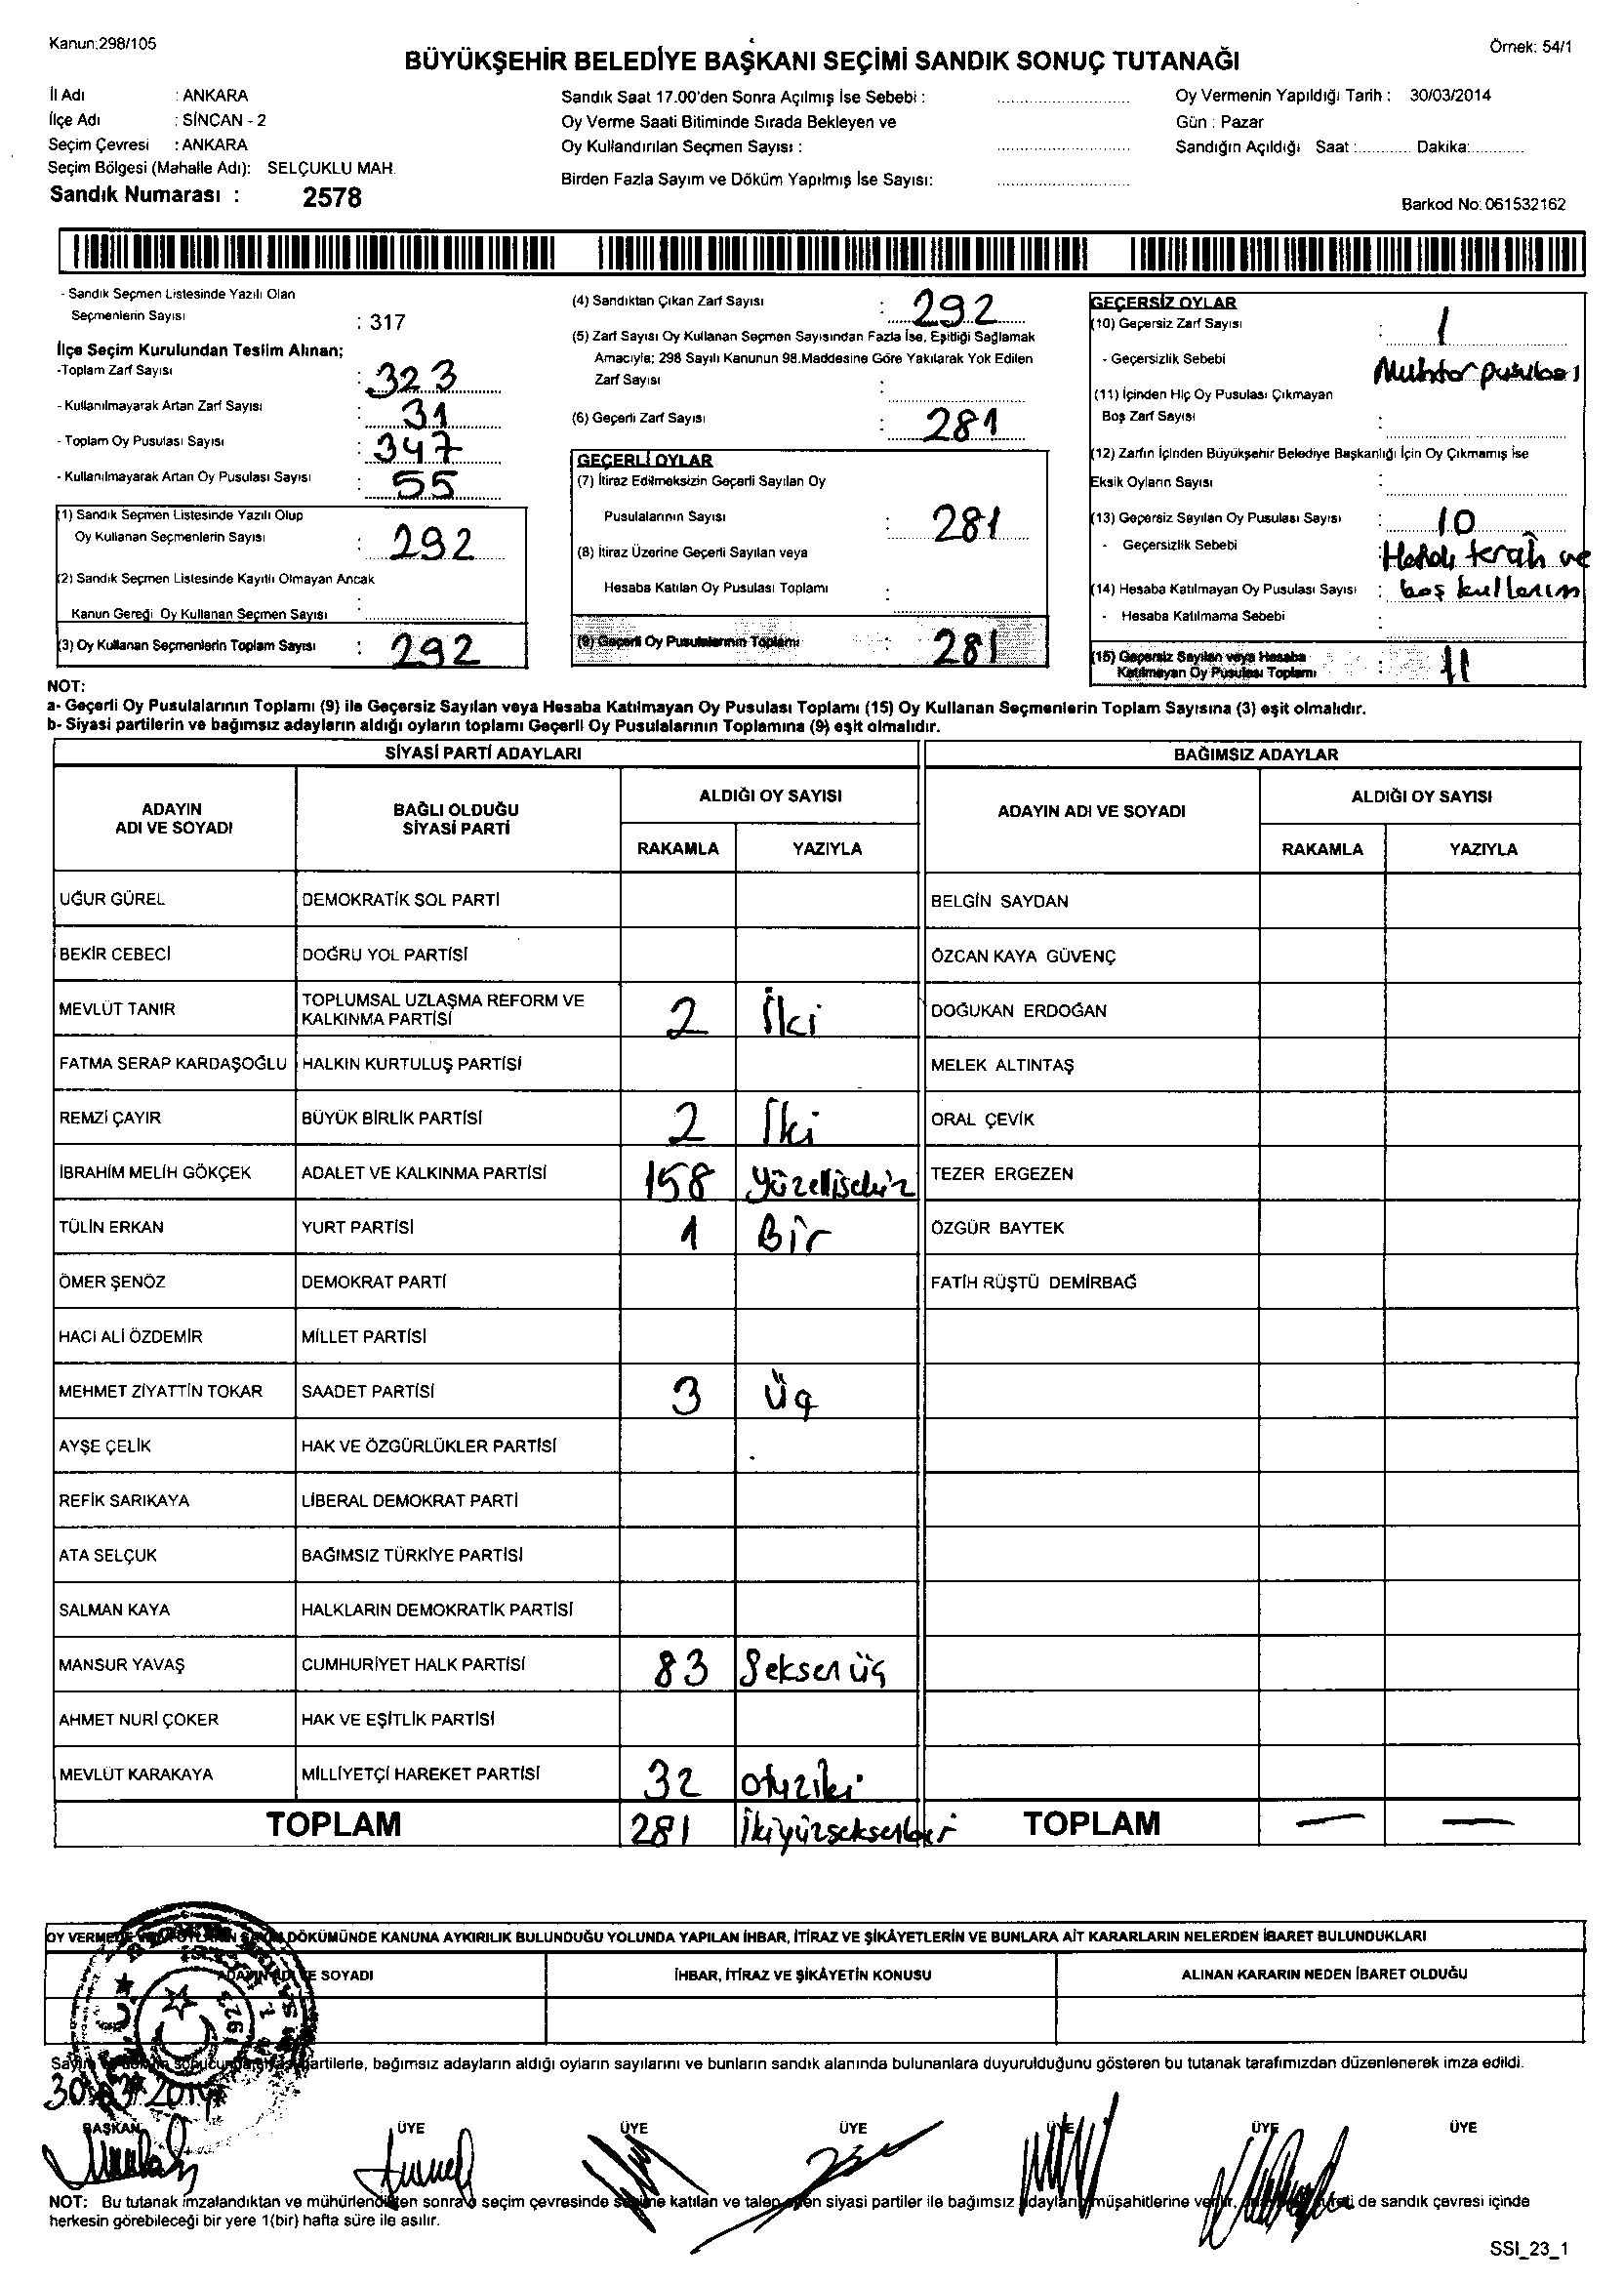 Kanun:298/105
Örnek: 54/1
BÜYÜKŞEHİR BELEDİYE BAŞKANI SEÇİMİ SANDIK SONUÇ TUTANAĞI
İl Adı : ANKARA
İlçe Adı : SİNCAN - 2
Seçim Çevresi : ANKARA
Seçim Bölgesi (Mahalle Adı): SELÇUKLU MAH.
Sandık Numarası : 2578
Sandık Saat 17.00'den Sonra Açılmış İse Sebebi :
Oy Verme Saati Bitiminde Sırada Bekleyen ve
Oy Kullandırılan Seçmen Sayısı :
Birden Fazla Sayım ve Döküm Yapılmış İse Sayısı:
Oy Vermenin Yapıldığı Tarih : 30/03/2014
Gün : Pazar
Sandığın Açıldığı Saat :............ Dakika:............
Barkod No: 061532162
- Sandık Seçmen Listesinde Yazılı Olan
Seçmenlerin Sayısı : 317
İlçe Seçim Kurulundan Teslim Alınan;
-Toplam Zarf Sayısı : 323
- Kullanılmayarak Artan Zarf Sayısı : 31
- Toplam Oy Pusulası Sayısı : 347
- Kullanılmayarak Artan Oy Pusulası Sayısı : 55
(1) Sandık Seçmen Listesinde Yazılı Olup
Oy Kullanan Seçmenlerin Sayısı : 292
(2) Sandık Seçmen Listesinde Kayıtlı Olmayan Ancak
Kanun Gereği Oy Kullanan Seçmen Sayısı :
(3) Oy Kullanan Seçmenlerin Toplam Sayısı : 292
(4) Sandıktan Çıkan Zarf Sayısı : 292
(5) Zarf Sayısı Oy Kullanan Seçmen Sayısından Fazla İse, Eşitliği Sağlamak
Amacıyla; 298 Sayılı Kanunun 98.Maddesine Göre Yakılarak Yok Edilen
Zarf Sayısı :
(6) Geçerli Zarf Sayısı : 281
GEÇERLİ OYLAR
(7) İtiraz Edilmeksizin Geçerli Sayılan Oy
Pusulalarının Sayısı : 281
(8) İtiraz Üzerine Geçerli Sayılan veya
Hesaba Katılan Oy Pusulası Toplamı :
(9) Geçerli Oy Pusulalarının Toplamı : 281
GEÇERSİZ OYLAR
(10) Geçersiz Zarf Sayısı : 1
- Geçersizlik Sebebi Muhtar pusulası
(11) İçinden Hiç Oy Pusulası Çıkmayan
Boş Zarf Sayısı :
(12) Zarfın İçinden Büyükşehir Belediye Başkanlığı İçin Oy Çıkmamış ise
Eksik Oyların Sayısı :
(13) Geçersiz Sayılan Oy Pusulası Sayısı : 10
- Geçersizlik Sebebi :
(14) Hesaba Katılmayan Oy Pusulası Sayısı : boş
- Hesaba Katılmama Sebebi :
(15) Geçersiz Sayılan veya Hesaba
Katılmayan Oy Pusulası Toplamı : 11
NOT:
a- Geçerli Oy Pusulalarının Toplamı (9) ile Geçersiz Sayılan veya Hesaba Katılmayan Oy Pusulası Toplamı (15) Oy Kullanan Seçmenlerin Toplam Sayısına (3) eşit olmalıdır.
b- Siyasi partilerin ve bağımsız adayların aldığı oyların toplamı Geçerli Oy Pusulalarının Toplamına (9) eşit olmalıdır.
SİYASİ PARTİ ADAYLARI BAĞIMSIZ ADAYLAR
ADAYIN
ADI VE SOYADI
BAĞLI OLDUĞU
SİYASİ PARTİ
ALDIĞI OY SAYISI
RAKAMLA YAZIYLA
ADAYIN ADI VE SOYADI
ALDIĞI OY SAYISI
RAKAMLA YAZIYLA
UĞUR GÜREL DEMOKRATİK SOL PARTİ BELGİN SAYDAN
BEKİR CEBECİ DOĞRU YOL PARTİSİ ÖZCAN KAYA GÜVENÇ
MEVLÜT TANIR TOPLUMSAL UZLAŞMA REFORM VE
KALKINMA PARTİSİ 2 İki DOĞUKAN ERDOĞAN
FATMA SERAP KARDAŞOĞLU HALKIN KURTULUŞ PARTİSİ MELEK ALTINTAŞ
REMZİ ÇAYIR BÜYÜK BİRLİK PARTİSİ 2 İki ORAL ÇEVİK
İBRAHİM MELİH GÖKÇEK ADALET VE KALKINMA PARTİSİ 158 Yüzellisekiz TEZER ERGEZEN
TÜLİN ERKAN YURT PARTİSİ 1 Bir ÖZGÜR BAYTEK
ÖMER ŞENÖZ DEMOKRAT PARTİ FATİH RÜŞTÜ DEMİRBAĞ
HACI ALİ ÖZDEMİR MİLLET PARTİSİ
MEHMET ZİYATTİN TOKAR SAADET PARTİSİ 3 Üç
AYŞE ÇELİK HAK VE ÖZGÜRLÜKLER PARTİSİ
REFİK SARIKAYA LİBERAL DEMOKRAT PARTİ
ATA SELÇUK BAĞIMSIZ TÜRKİYE PARTİSİ
SALMAN KAYA HALKLARIN DEMOKRATİK PARTİSİ
MANSUR YAVAŞ CUMHURİYET HALK PARTİSİ 83 Seksen üç
AHMET NURİ ÇOKER HAK VE EŞİTLİK PARTİSİ
MEVLÜT KARAKAYA MİLLİYETÇİ HAREKET PARTİSİ 32 otuziki
TOPLAM 281 İkiyüzseksenbir TOPLAM — —
OY VERME DÖKÜMÜNDE KANUNA AYKIRILIK BULUNDUĞU YOLUNDA YAPILAN İHBAR, İTİRAZ VE ŞİKÂYETLERİN VE BUNLARA AİT KARARLARIN NELERDEN İBARET BULUNDUKLARI
ADAYIN ADI VE SOYADI İHBAR, İTİRAZ VE ŞİKÂYETİN KONUSU ALINAN KARARIN NEDEN İBARET OLDUĞU
Sayım partilerle, bağımsız adayların aldığı oyların sayılarını ve bunların sandık alanında bulunanlara duyurulduğunu gösteren bu tutanak tarafımızdan düzenlenerek imza edildi.
30/03/2014
BAŞKAN ÜYE ÜYE ÜYE ÜYE ÜYE ÜYE
NOT: Bu tutanak imzalandıktan ve mühürlendikten sonra seçim çevresinde seçime katılan ve talep eden siyasi partiler ile bağımsız adayların müşahitlerine verilir, de sandık çevresi içinde
herkesin görebileceği bir yere 1(bir) hafta süre ile asılır.
SSI_23_1